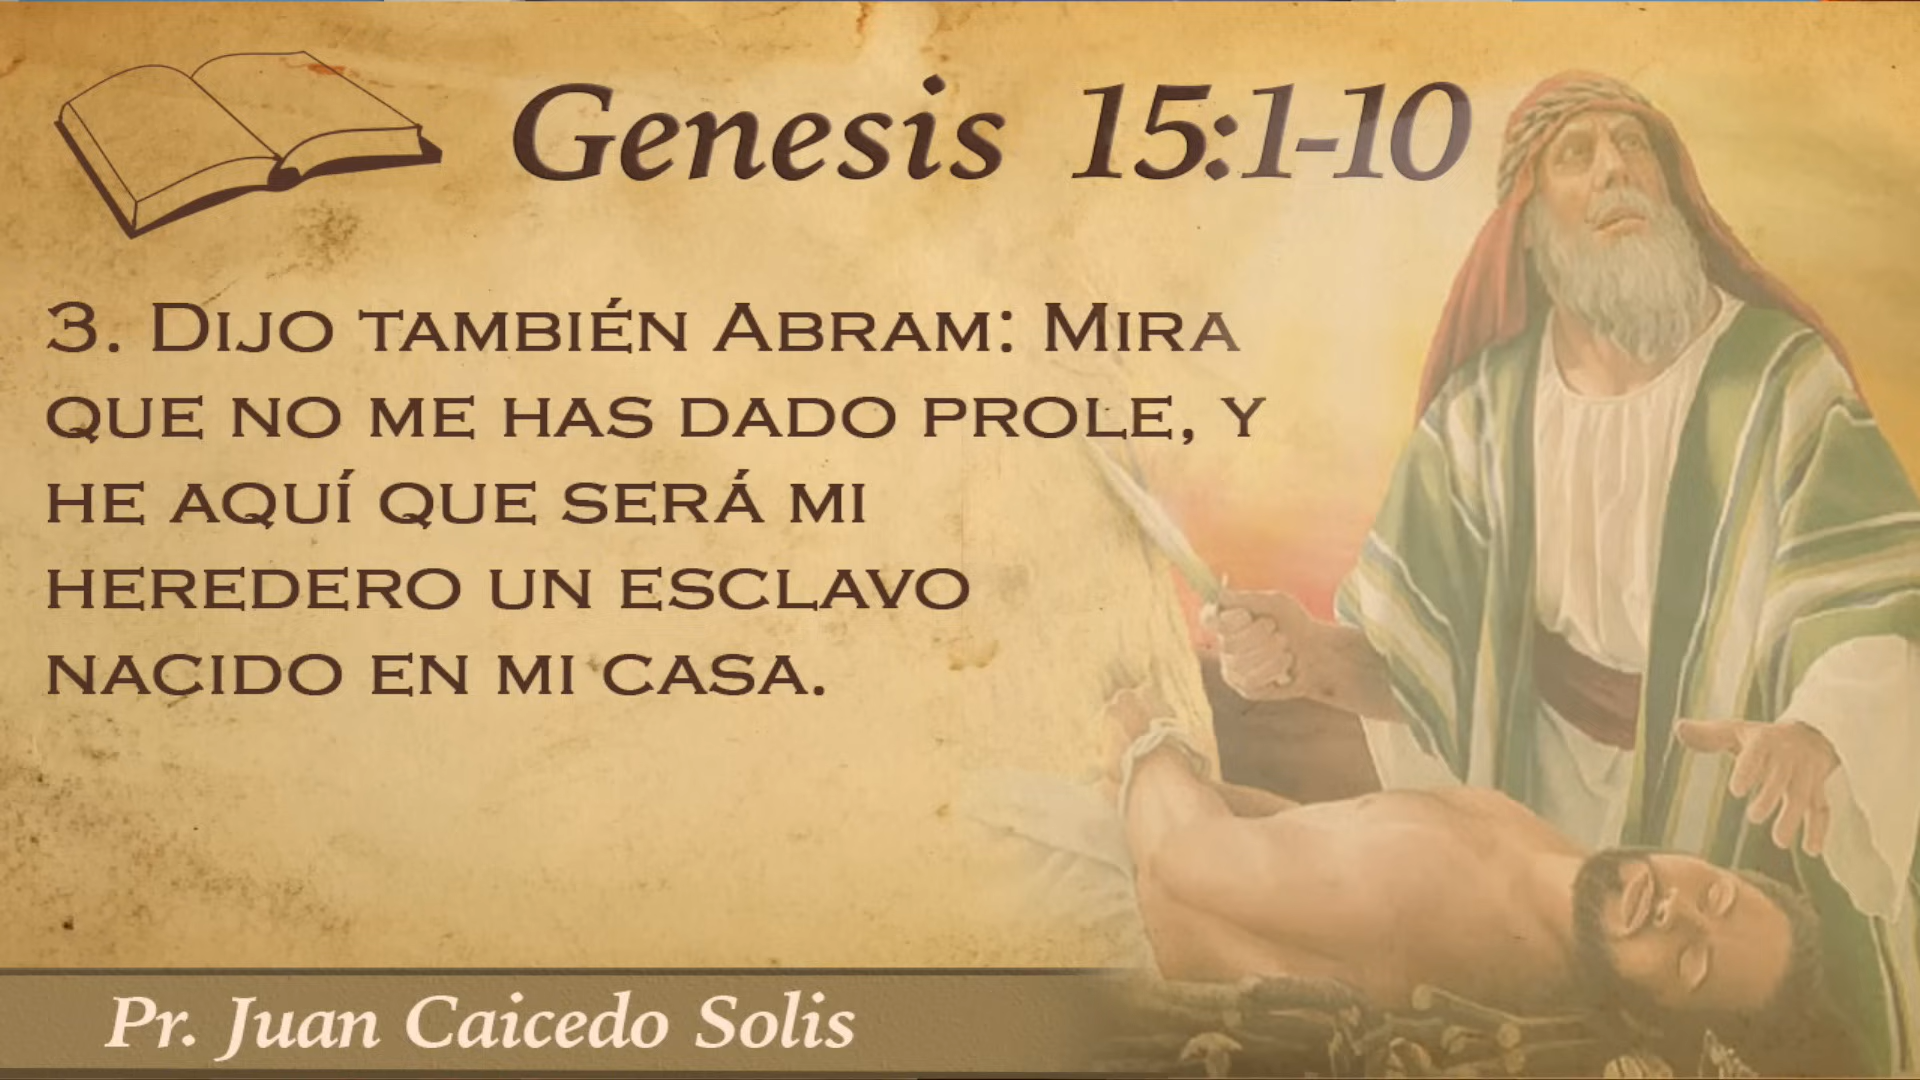 Genesis 15:1-10
3. Dijo también Abram: Mira
que no me has dado prole, y
he aquí que será mi
heredero un esclavo
nacido en mi casa.
Pr. Juan Caicedo Solis